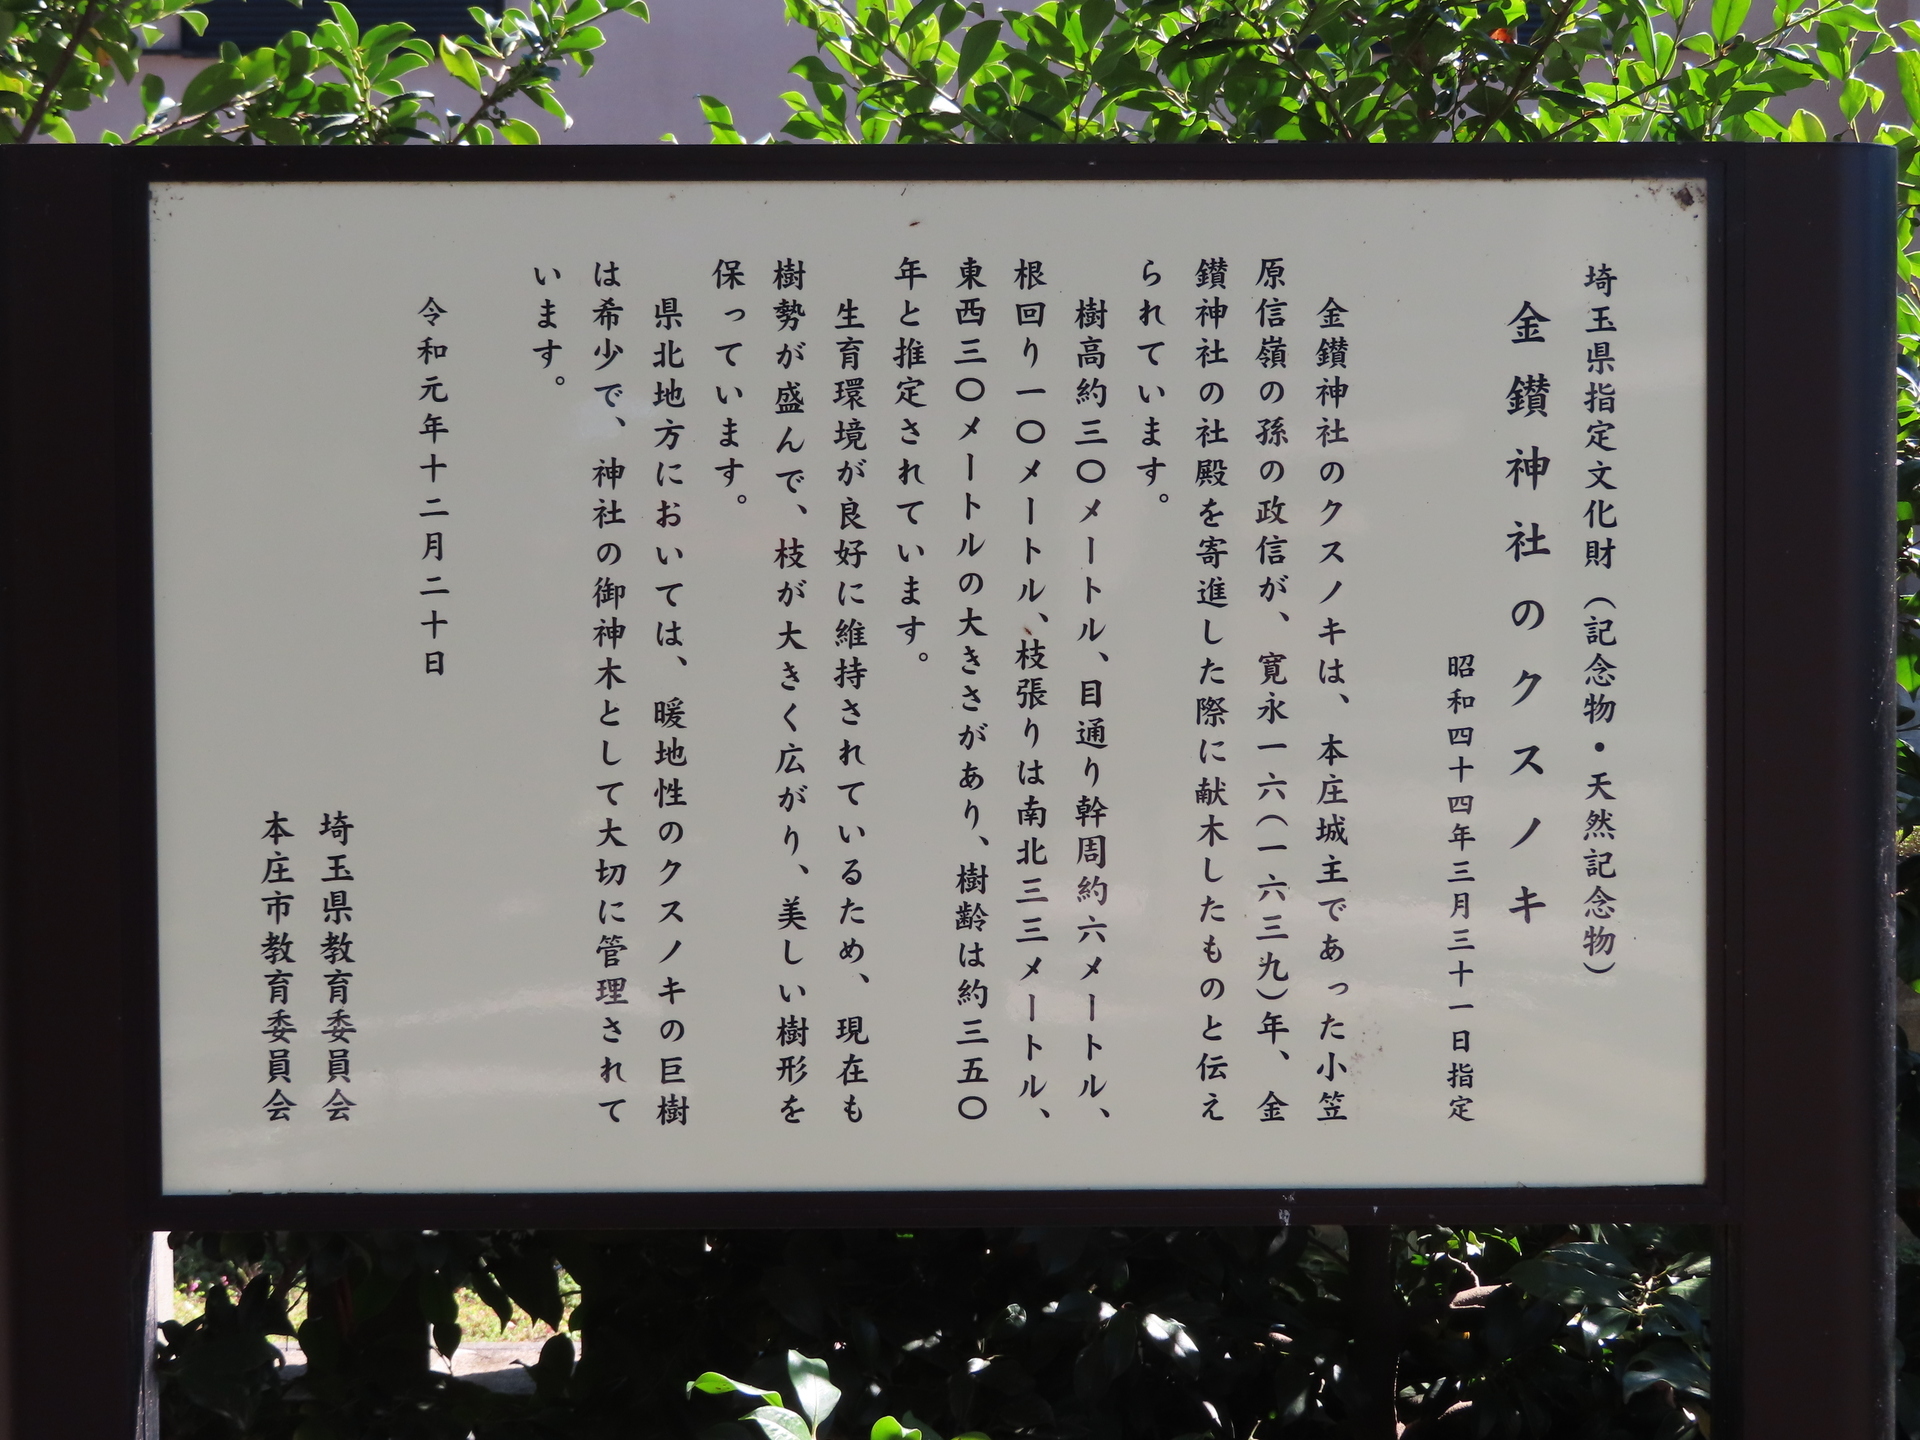 埼玉県指定文化財（記念物・天然記念物）
金鑚神社のクスノキ
昭和四十四年三月三十一日指定
金鑚神社のクスノキは、本庄城主であった小笠
原信嶺の孫の政信が、寛永一六（一六三九）年、金
鑚神社の社殿を寄進した際に献木したものと伝え
られています。
樹高約三〇メートル、目通り幹周約六メートル、
根回り一〇メートル、枝張りは南北三三メートル、
東西三〇メートルの大きさがあり、樹齢は約三五〇
年と推定されています。
生育環境が良好に維持されているため、現在も
樹勢が盛んで、枝が大きく広がり、美しい樹形を
保っています。
県北地方においては、暖地性のクスノキの巨樹
は希少で、神社の御神木として大切に管理されて
います。
令和元年十二月二十日
埼玉県教育委員会
本庄市教育委員会